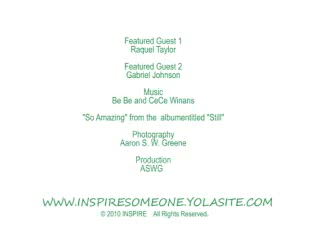 Featured Guest 1
Raquel Taylor
Featured Guest 2
Gabriel Johnson
Music
Be Be and CeCe Winans
"So Amazing" from the albumentitled "Still"
Photography
Aaron S. W. Greene
Production
ASWG
WWW.INSPIRESOMEONE.YOLASITE.COM
© 2010 INSPIRE All Rights Reserved.